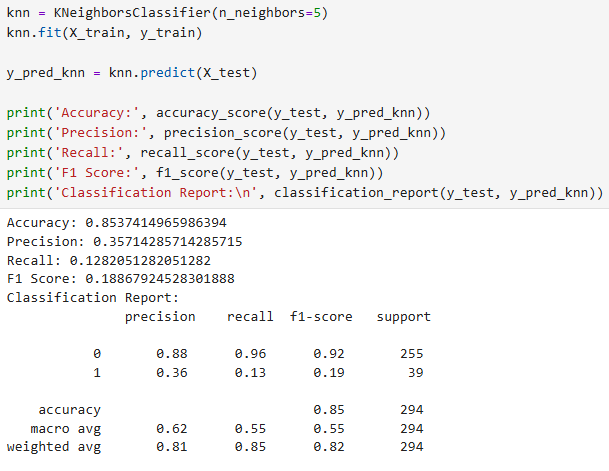 knn = KNeighborsClassifier(n_neighbors=5)
knn.fit(X_train, y_train)
y_pred_knn = knn.predict(X_test)
print('Accuracy:', accuracy_score(y_test, y_pred_knn))
print('Precision:', precision_score(y_test, y_pred_knn))
print('Recall:', recall_score(y_test, y_pred_knn))
print('F1 Score:', f1_score(y_test, y_pred_knn))
print('Classification Report:\n', classification_report(y_test, y_pred_knn))
Accuracy: 0.8537414965986394
Precision: 0.35714285714285715
Recall: 0.1282051282051282
F1 Score: 0.18867924528301888
Classification Report:
precision recall f1-score support
0 0.88 0.96 0.92 255
1 0.36 0.13 0.19 39
accuracy 0.85 294
macro avg 0.62 0.55 0.55 294
weighted avg 0.81 0.85 0.82 294